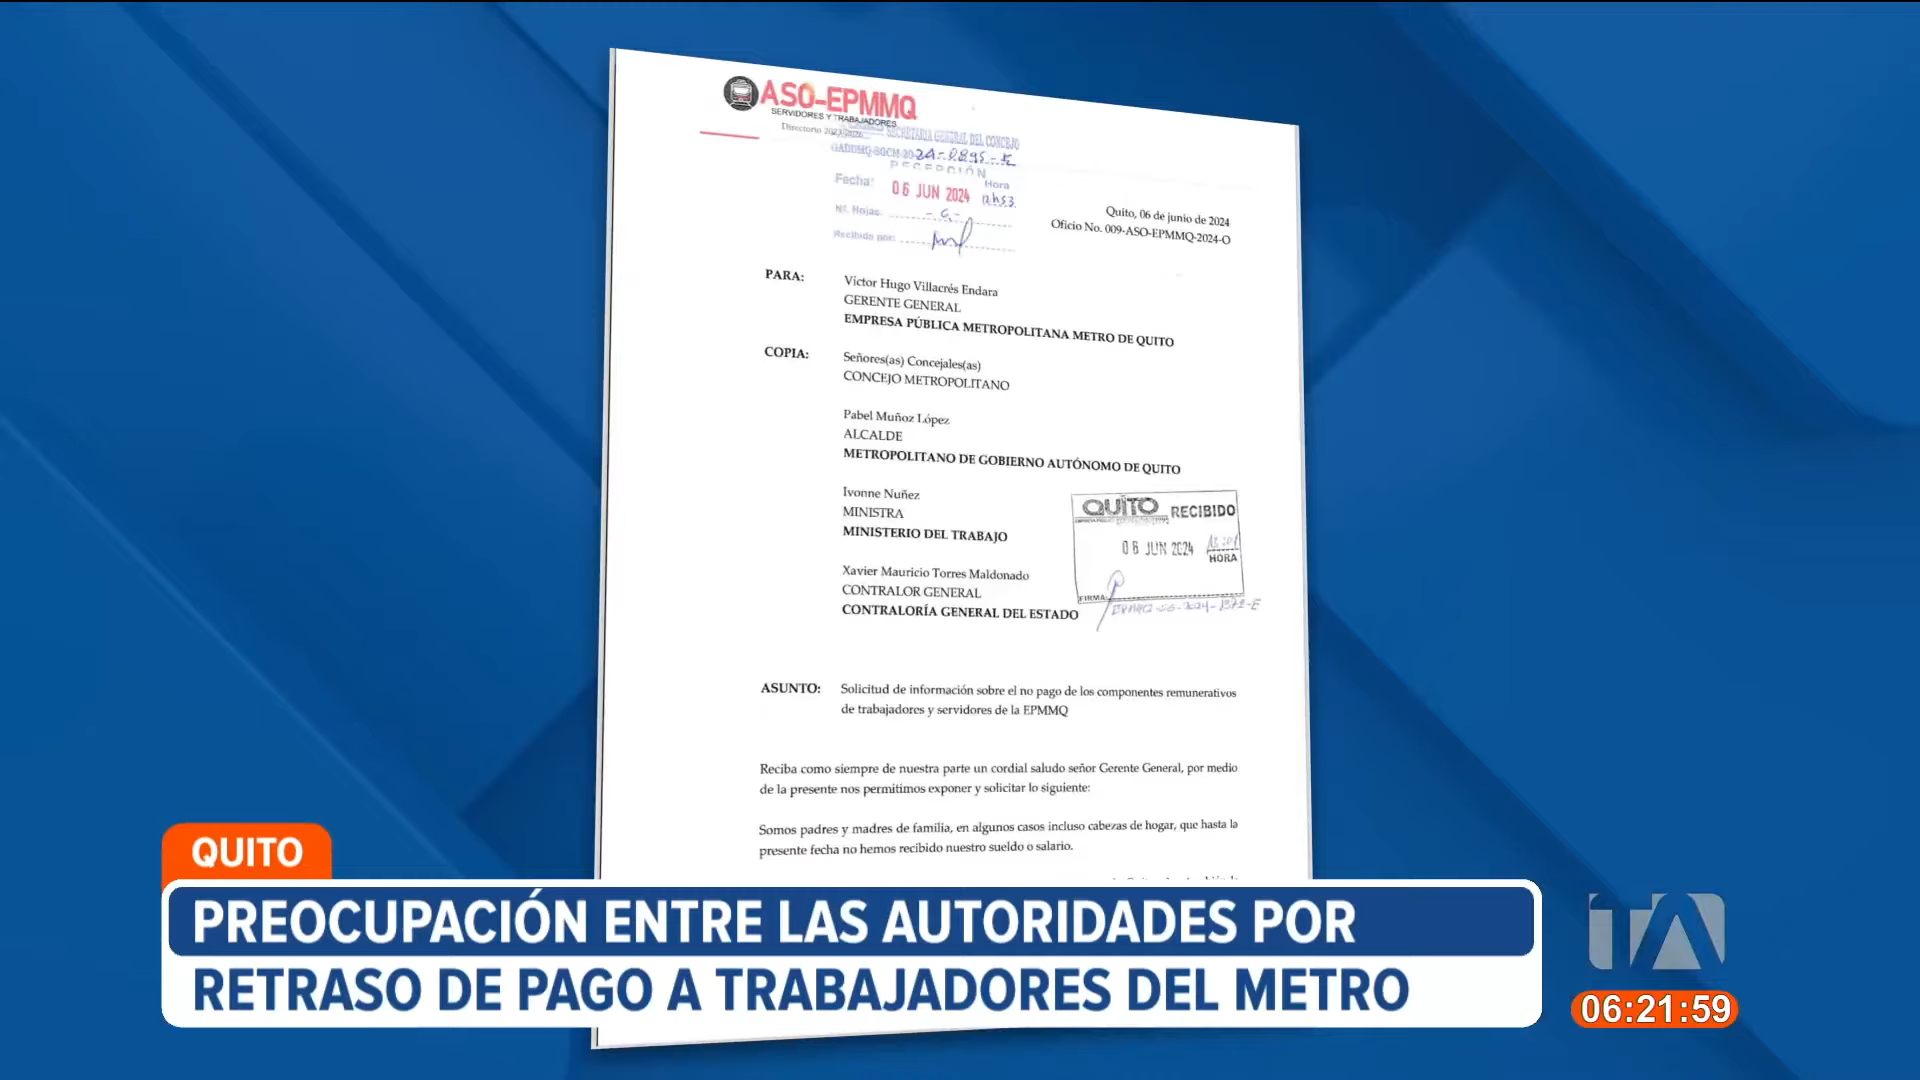 ASO-EPMMQ
SERVIDORES Y TRABAJADORES
Directorio
SECRETARÍA GENERAL DEL CONCEJO
RECEPCIÓN
Fecha: 06 JUN 2024 Hora
12h53
Nº. Hojas:
Recibido por:
Quito, 06 de junio de 2024
Oficio No. 009-ASO-EPMMQ-2024-O
PARA: Víctor Hugo Villacrés Endara
GERENTE GENERAL
EMPRESA PÚBLICA METROPOLITANA METRO DE QUITO
COPIA: Señores(as) Concejales(as)
CONCEJO METROPOLITANO
Pabel Muñoz López
ALCALDE
METROPOLITANO DE GOBIERNO AUTÓNOMO DE QUITO
Ivonne Nuñez
MINISTRA
MINISTERIO DEL TRABAJO
QUITO RECIBIDO
06 JUN 2024
HORA
FIRMA:
Xavier Mauricio Torres Maldonado
CONTRALOR GENERAL
CONTRALORÍA GENERAL DEL ESTADO
ASUNTO: Solicitud de información sobre el no pago de los componentes remunerativos
de trabajadores y servidores de la EPMMQ
Reciba como siempre de nuestra parte un cordial saludo señor Gerente General, por medio
de la presente nos permitimos exponer y solicitar lo siguiente:
Somos padres y madres de familia, en algunos casos incluso cabezas de hogar, que hasta la
presente fecha no hemos recibido nuestro sueldo o salario.
QUITO
PREOCUPACIÓN ENTRE LAS AUTORIDADES POR
RETRASO DE PAGO A TRABAJADORES DEL METRO
TA
06:21:59